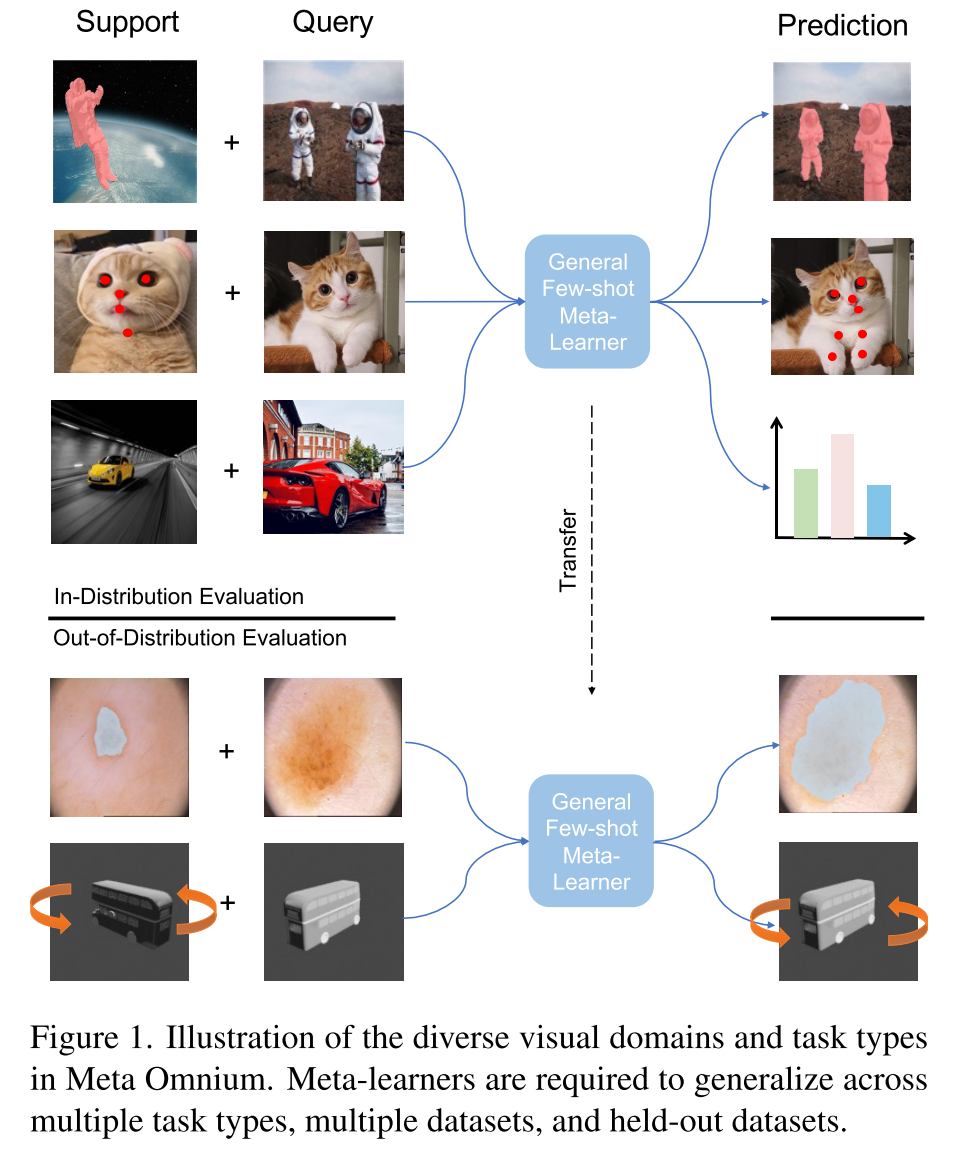 Support
Query
Prediction
+
+
+
General
Few-shot
Meta-
Learner
Transfer
In-Distribution Evaluation
Out-of-Distribution Evaluation
+
+
General
Few-shot
Meta-
Learner
Figure 1. Illustration of the diverse visual domains and task types
in Meta Omnium. Meta-learners are required to generalize across
multiple task types, multiple datasets, and held-out datasets.